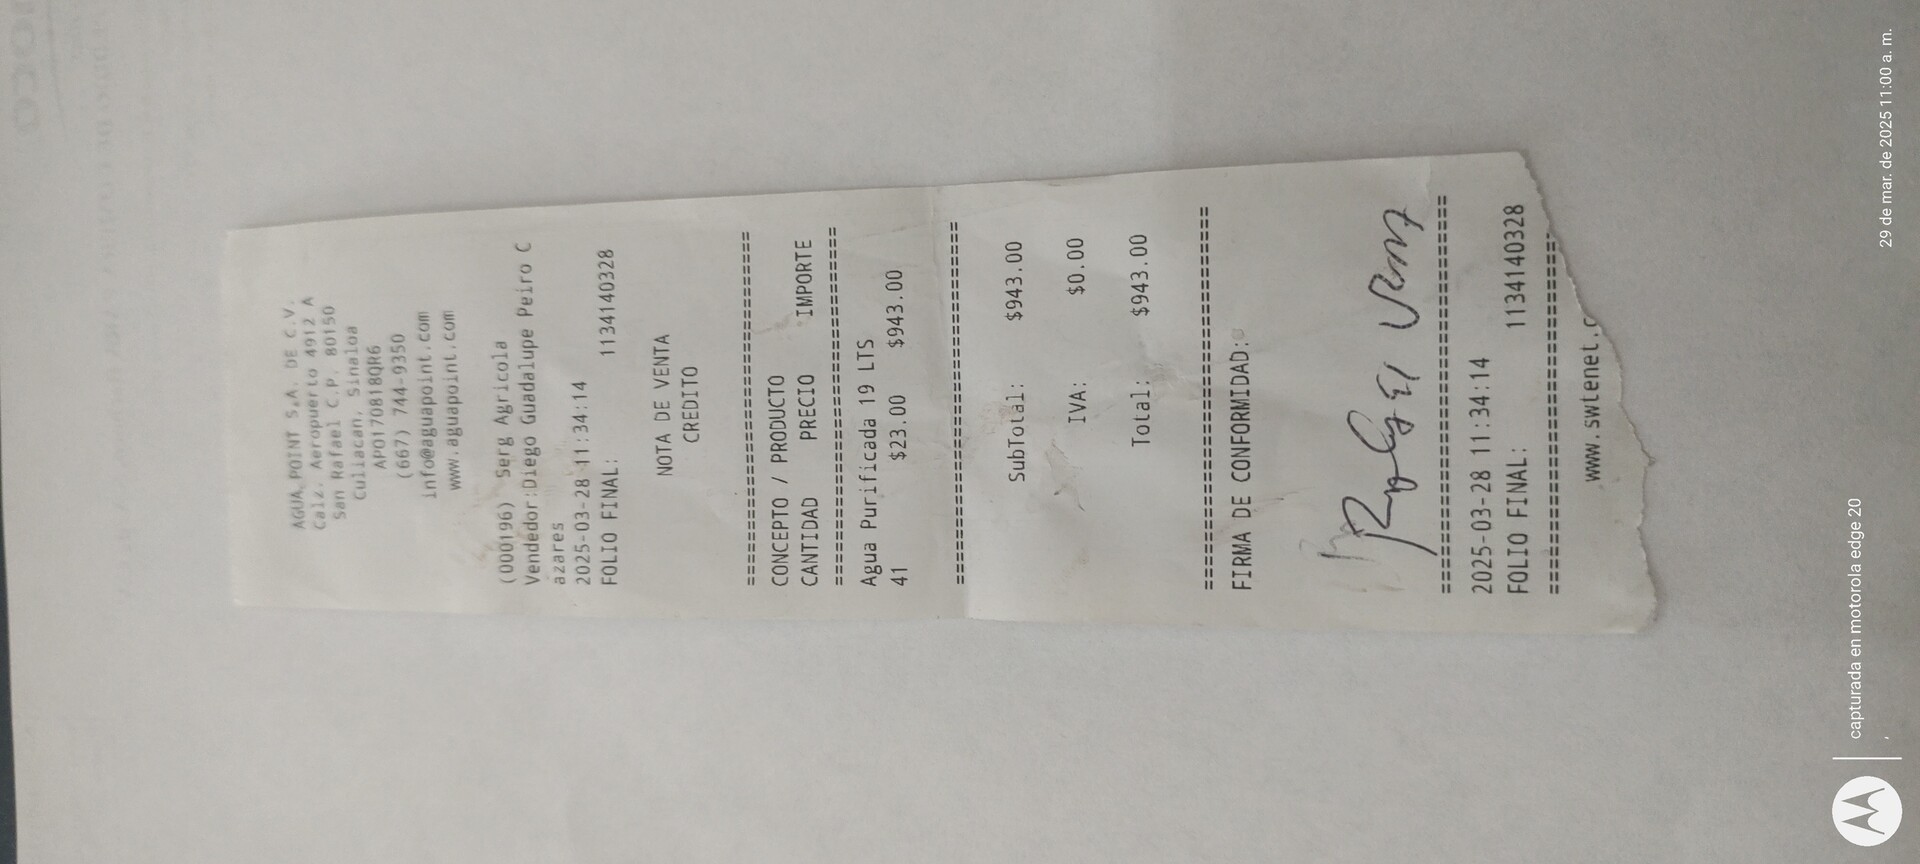 AGUA POINT S.A. DE C.V.
Calz. Aeropuerto 4912 A
San Rafael C.P. 80150
Culiacan, Sinaloa
APO170818QR6
(667) 744-9350
info@aguapoint.com
www.aguapoint.com
(000196) Serg Agricola
Vendedor:Diego Guadalupe Peiro C
azares
2025-03-28 11:34:14
FOLIO FINAL: 1134140328
NOTA DE VENTA
CREDITO
================================
CONCEPTO / PRODUCTO
CANTIDAD PRECIO IMPORTE
================================
Agua Purificada 19 LTS
41 $23.00 $943.00
================================
SubTotal: $943.00
IVA: $0.00
Total: $943.00
================================
FIRMA DE CONFORMIDAD:
================================
2025-03-28 11:34:14
FOLIO FINAL: 1134140328
================================
www.swtenet.c
capturada en motorola edge 20
29 de mar. de 2025 11:00 a. m.